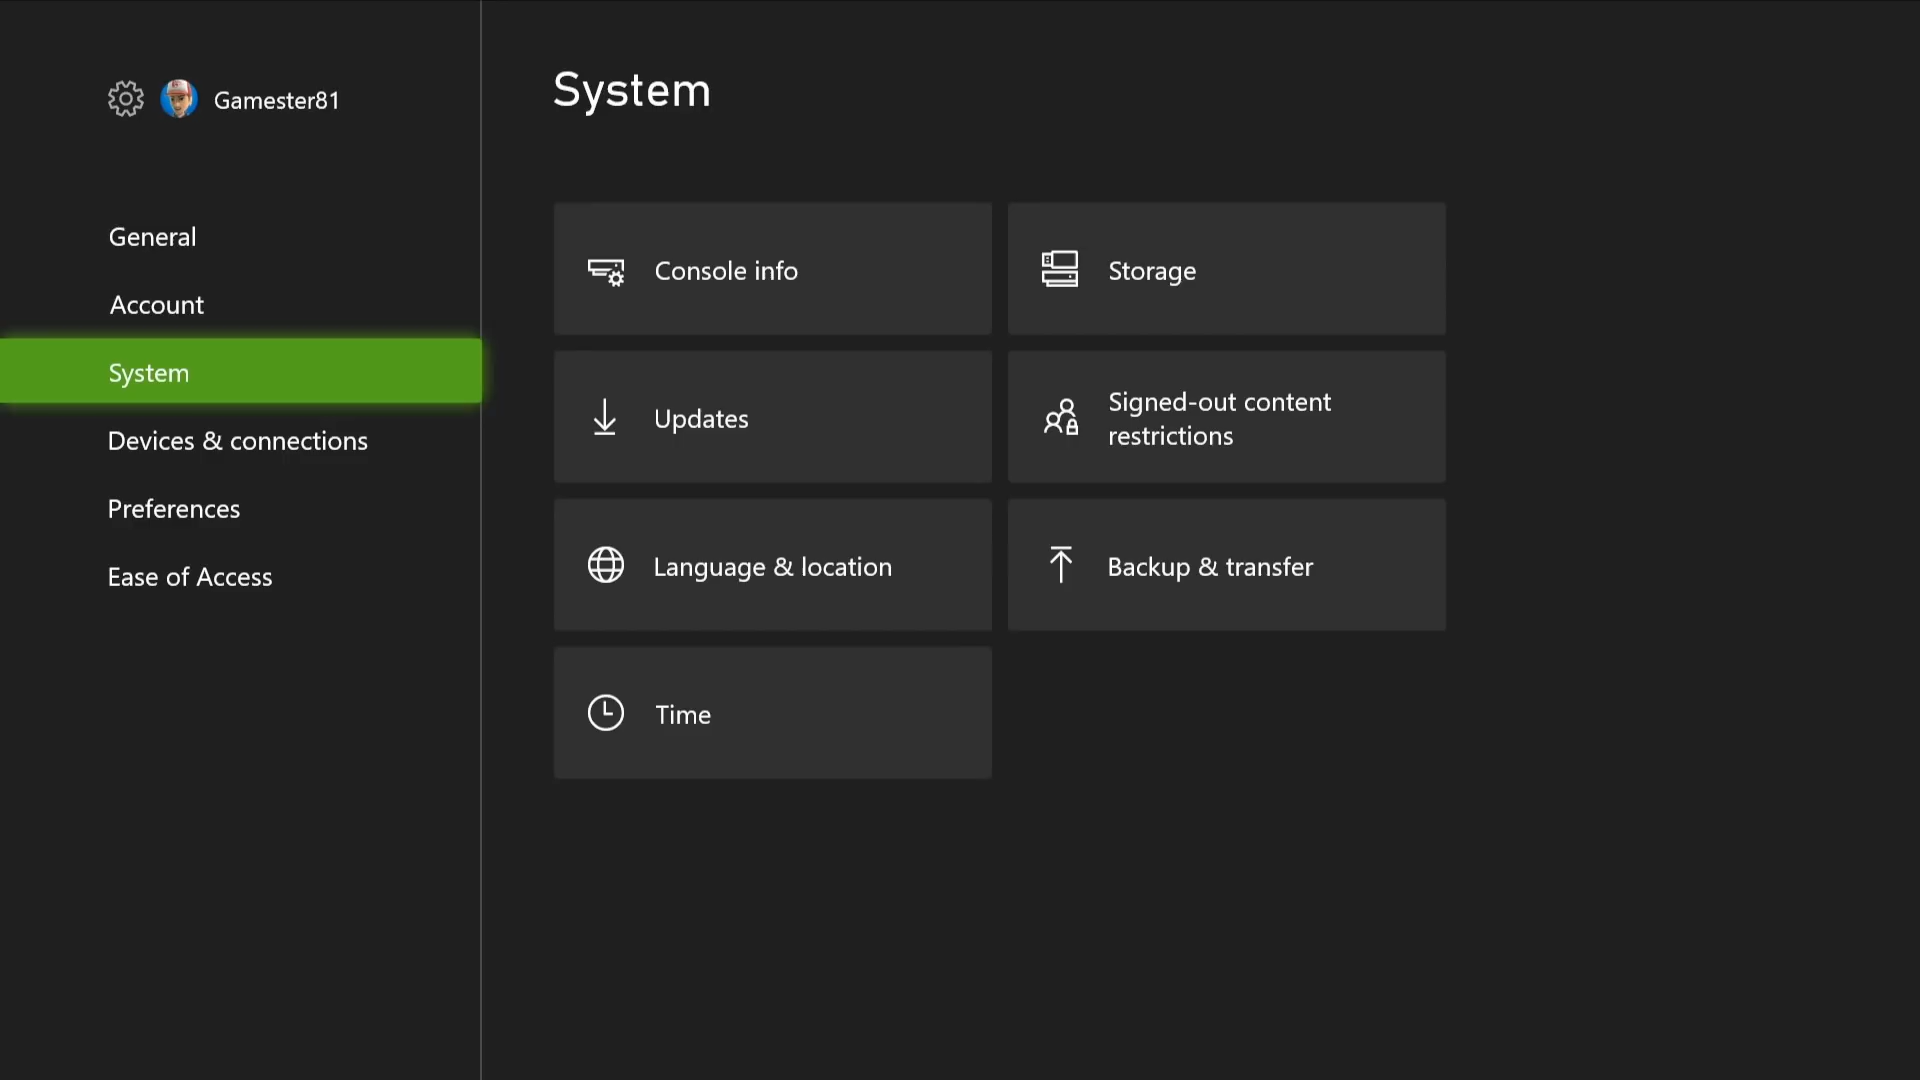 Gamester81
General
Account
System
Devices & connections
Preferences
Ease of Access
System
Console info
Storage
Updates
Signed-out content
restrictions
Language & location
Backup & transfer
Time